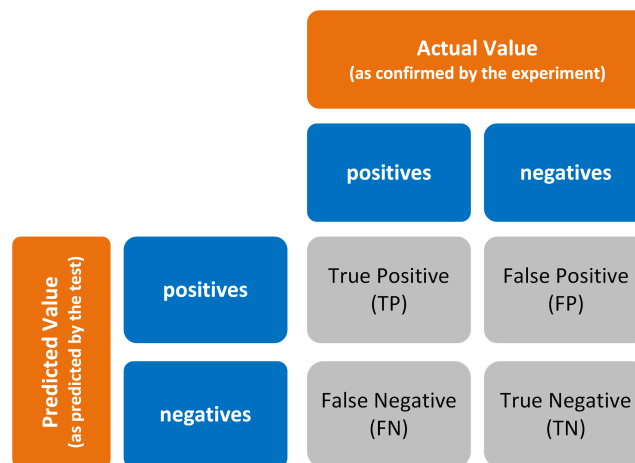 Actual Value
(as confirmed by the experiment)
positives
negatives
Predicted Value
(as predicted by the test)
positives
True Positive
(TP)
False Positive
(FP)
negatives
False Negative
(FN)
True Negative
(TN)